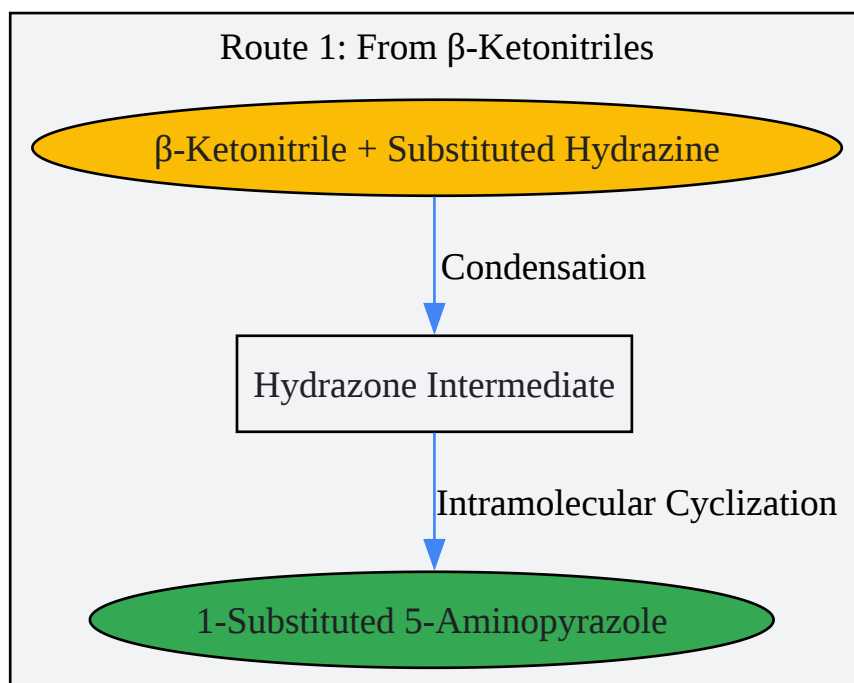 Route 1: From β-Ketonitriles
β-Ketonitrile + Substituted Hydrazine
Condensation
Hydrazone Intermediate
Intramolecular Cyclization
1-Substituted 5-Aminopyrazole